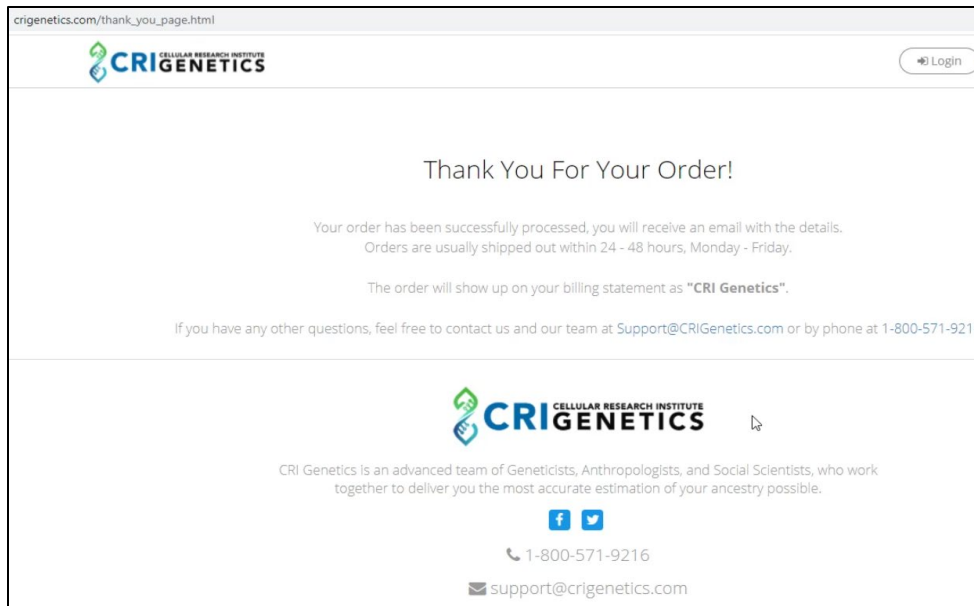 crigenetics.com/thank_you_page.html
CRI CELLULAR RESEARCH INSTITUTE
GENETICS
Login
Thank You For Your Order!
Your order has been successfully processed, you will receive an email with the details.
Orders are usually shipped out within 24 - 48 hours, Monday - Friday.
The order will show up on your billing statement as "CRI Genetics".
If you have any other questions, feel free to contact us and our team at Support@CRIGenetics.com or by phone at 1-800-571-921
CRI CELLULAR RESEARCH INSTITUTE
GENETICS
CRI Genetics is an advanced team of Geneticists, Anthropologists, and Social Scientists, who work
together to deliver you the most accurate estimation of your ancestry possible.
1-800-571-9216
support@crigenetics.com